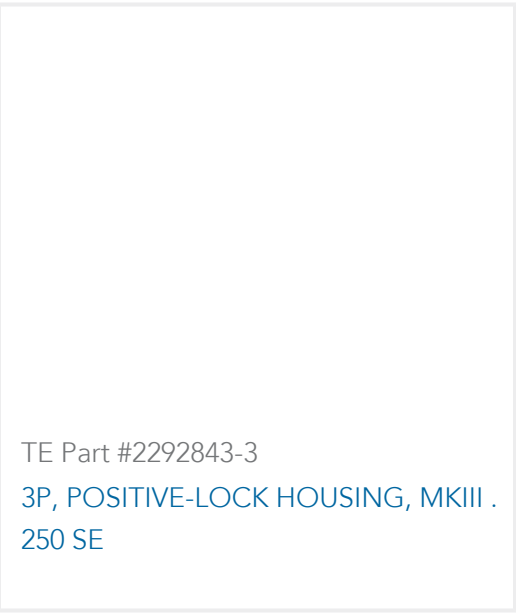 TE Part #2292843-3
3P, POSITIVE-LOCK HOUSING, MKIII .
250 SE